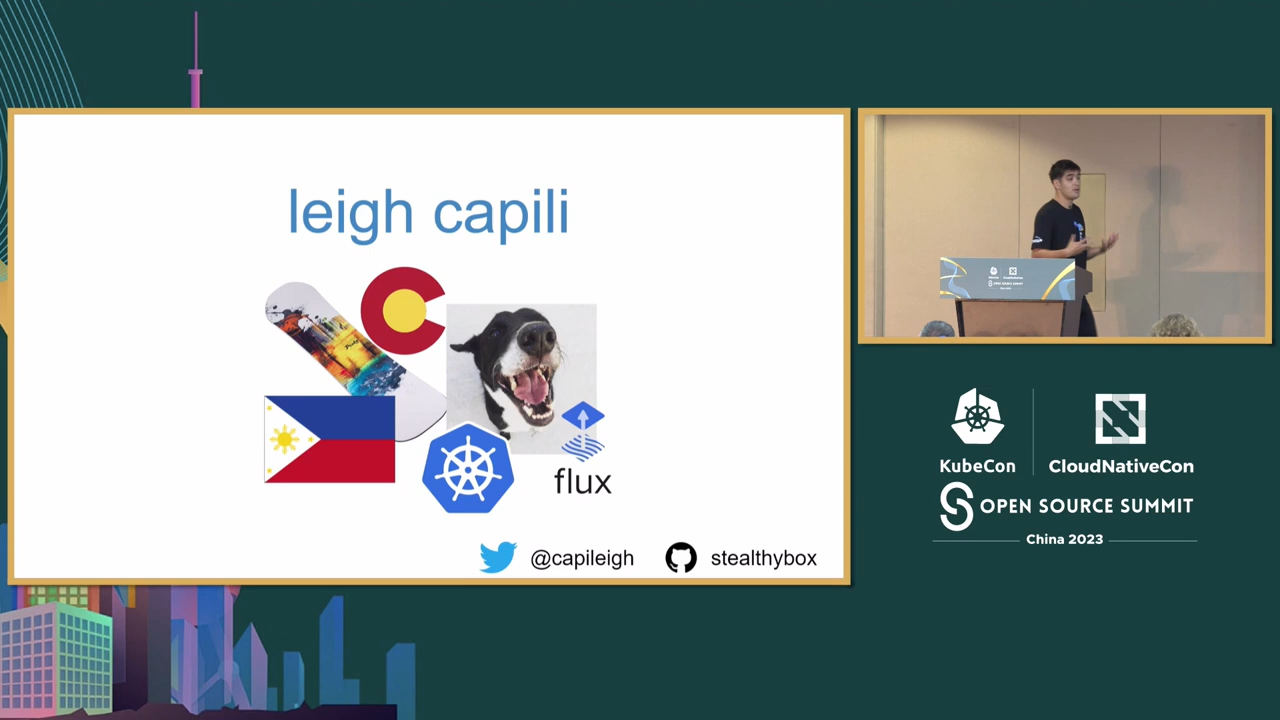 leigh capili
flux
@capileigh
stealthybox
KubeCon
CloudNativeCon
OPEN SOURCE SUMMIT
China 2023